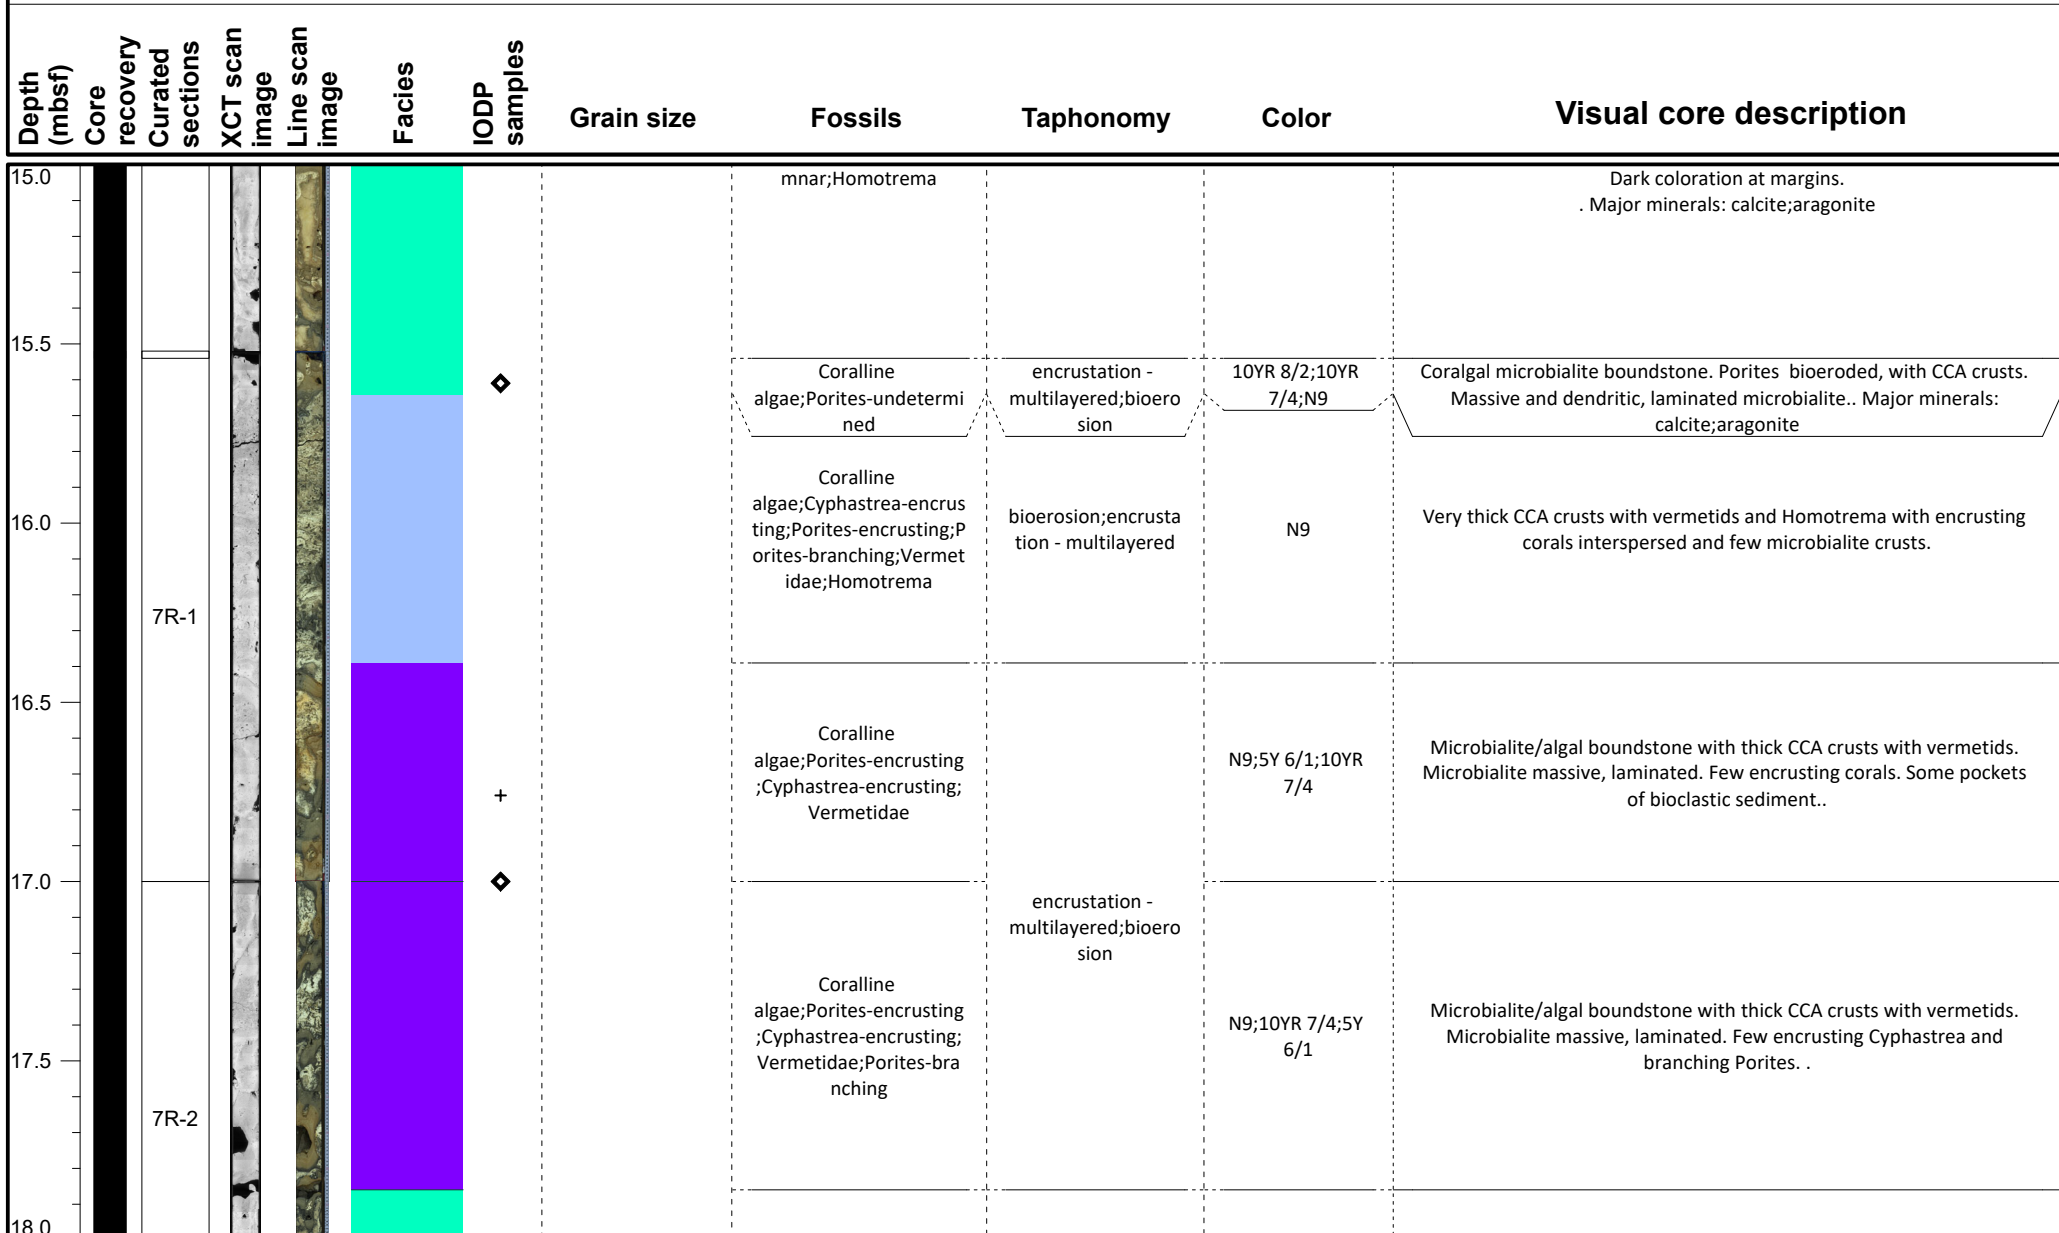 Depth
(mbsf)
Core
recovery
Curated
sections
XCT scan
image
Line scan
image
Facies
IODP
samples
Grain size
Fossils
Taphonomy
Color
Visual core description
15.0
mnar;Homotrema
Dark coloration at margins.
. Major minerals: calcite;aragonite
15.5
Coralline
algae;Porites-undetermi
ned
encrustation -
multilayered;bioero
sion
10YR 8/2;10YR
7/4;N9
Coralgal microbialite boundstone. Porites  bioeroded, with CCA crusts.
Massive and dendritic, laminated microbialite.. Major minerals:
calcite;aragonite
16.0
7R-1
Coralline
algae;Cyphastrea-encrus
ting;Porites-encrusting;P
orites-branching;Vermet
idae;Homotrema
bioerosion;encrusta
tion - multilayered
N9
Very thick CCA crusts with vermetids and Homotrema with encrusting
corals interspersed and few microbialite crusts.
16.5
+
Coralline
algae;Porites-encrusting
;Cyphastrea-encrusting;
Vermetidae
N9;5Y 6/1;10YR
7/4
Microbialite/algal boundstone with thick CCA crusts with vermetids.
Microbialite massive, laminated. Few encrusting corals. Some pockets
of bioclastic sediment..
17.0
encrustation -
multilayered;bioero
sion
17.5
7R-2
Coralline
algae;Porites-encrusting
;Cyphastrea-encrusting;
Vermetidae;Porites-bra
nching
N9;10YR 7/4;5Y
6/1
Microbialite/algal boundstone with thick CCA crusts with vermetids.
Microbialite massive, laminated. Few encrusting Cyphastrea and
branching Porites. .
18.0